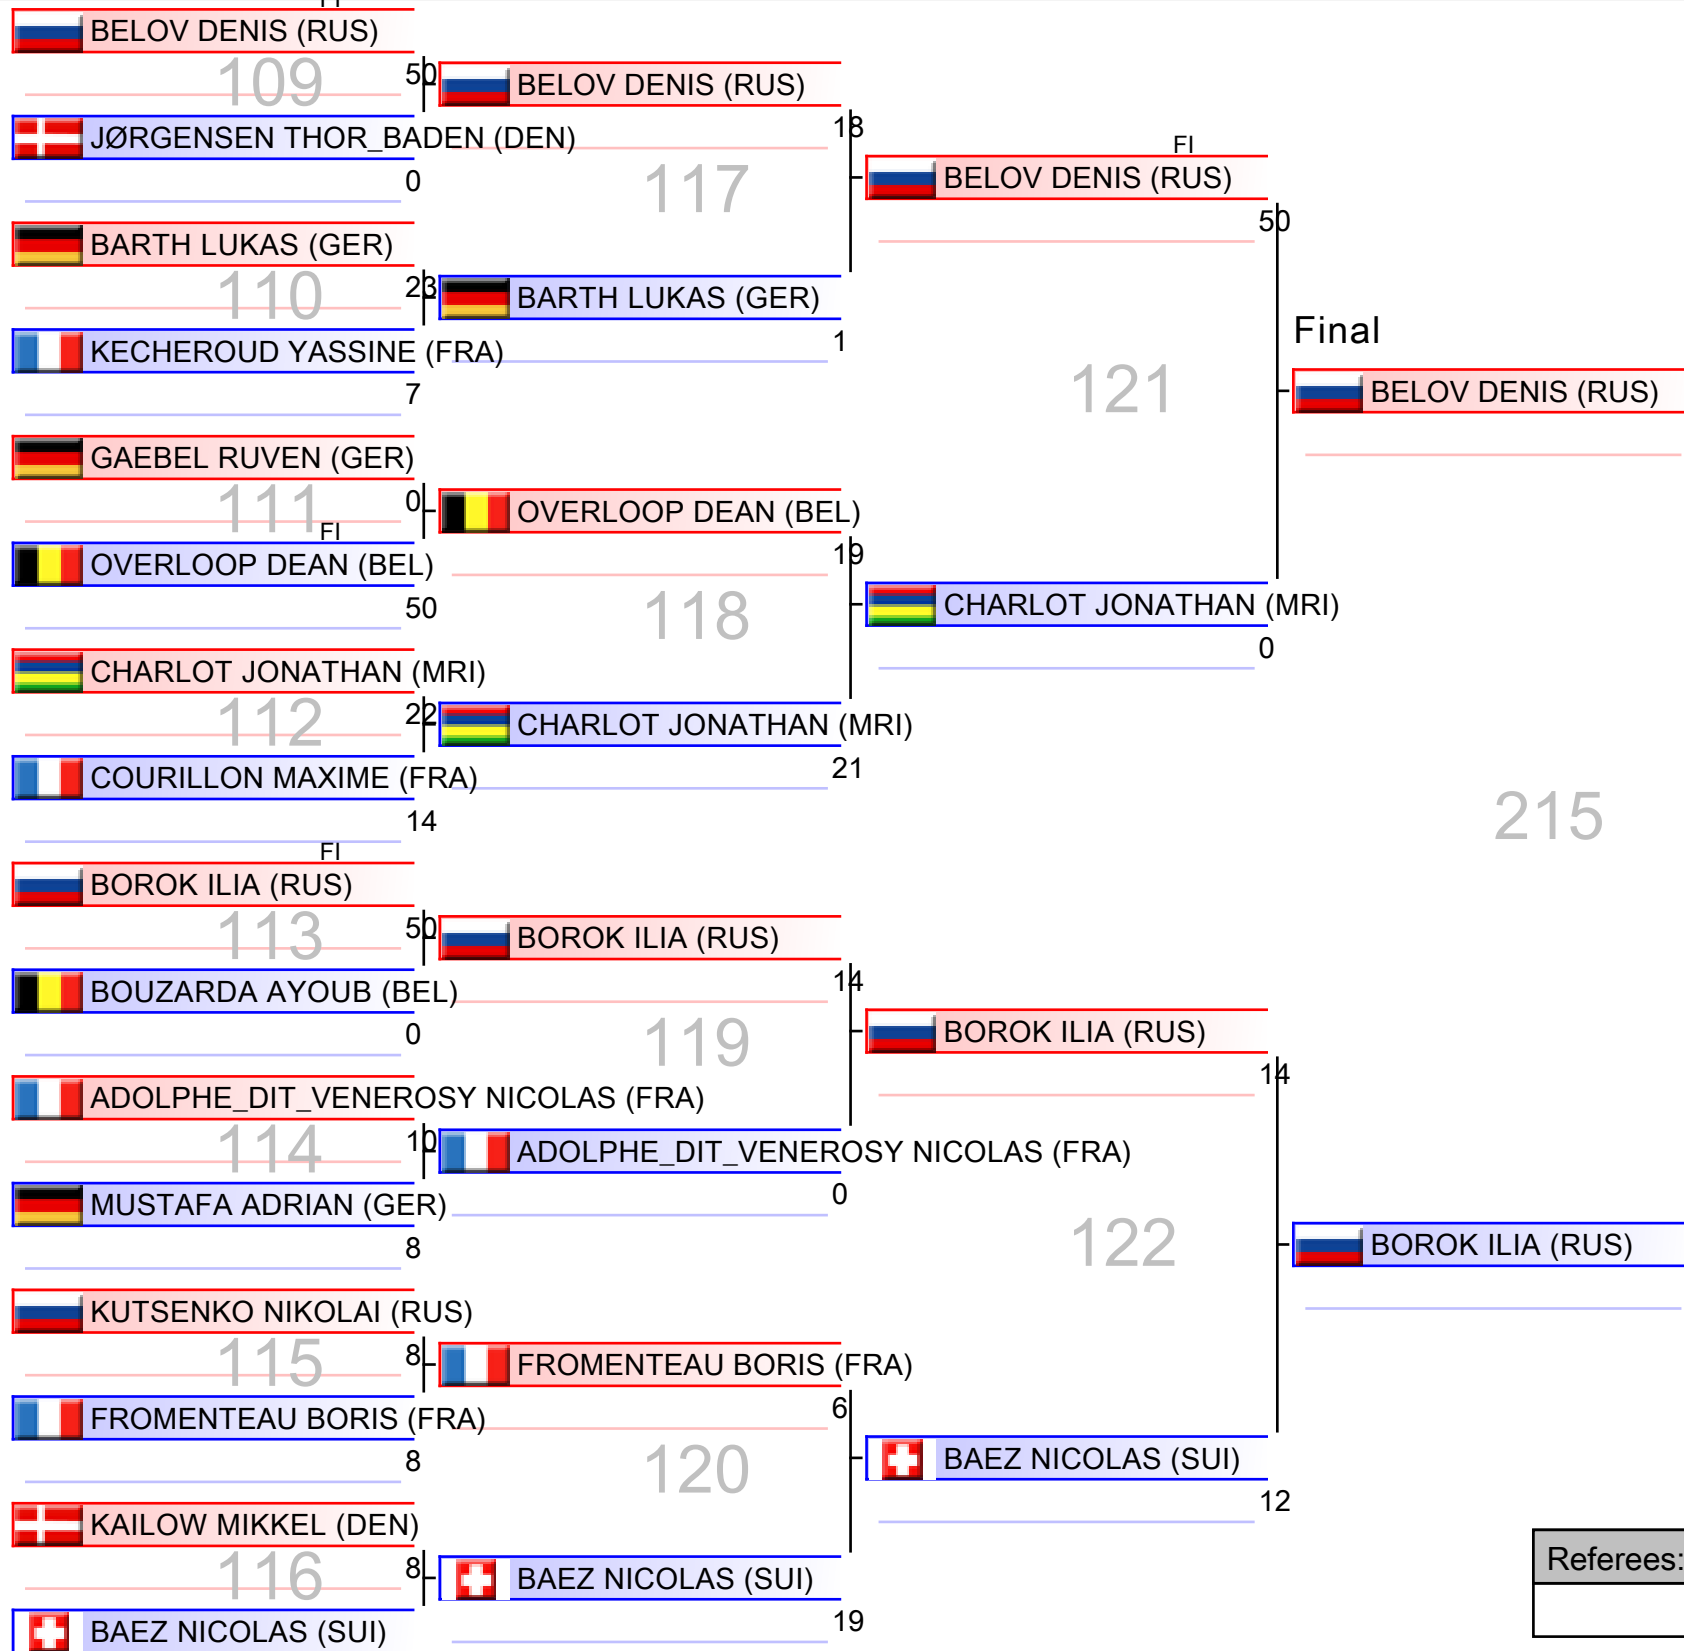 BELOV DENIS (RUS)
109
50
JØRGENSEN THOR_BADEN (DEN)
0
BARTH LUKAS (GER)
110
23
KECHEROUD YASSINE (FRA)
7
GAEBEL RUVEN (GER)
111
0
FI
OVERLOOP DEAN (BEL)
50
CHARLOT JONATHAN (MRI)
112
22
COURILLON MAXIME (FRA)
14
FI
BOROK ILIA (RUS)
113
50
BOUZARDA AYOUB (BEL)
0
ADOLPHE_DIT_VENEROSY NICOLAS (FRA)
114
10
MUSTAFA ADRIAN (GER)
8
KUTSENKO NIKOLAI (RUS)
115
8
FROMENTEAU BORIS (FRA)
8
KAILOW MIKKEL (DEN)
116
8
BAEZ NICOLAS (SUI)
BELOV DENIS (RUS)
18
117
BARTH LUKAS (GER)
1
OVERLOOP DEAN (BEL)
19
118
CHARLOT JONATHAN (MRI)
21
BOROK ILIA (RUS)
14
119
ADOLPHE_DIT_VENEROSY NICOLAS (FRA)
0
FROMENTEAU BORIS (FRA)
6
120
BAEZ NICOLAS (SUI)
19
FI
BELOV DENIS (RUS)
50
121
CHARLOT JONATHAN (MRI)
0
BOROK ILIA (RUS)
14
122
BAEZ NICOLAS (SUI)
12
Final
BELOV DENIS (RUS)
215
BOROK ILIA (RUS)
Referees: